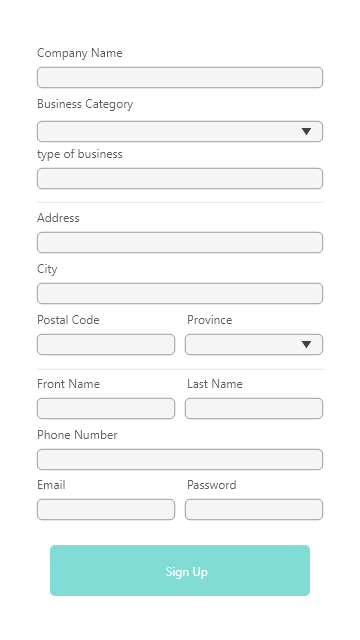 Company Name
Business Category
type of business
Address
City
Postal Code Province
Front Name Last Name
Phone Number
Email Password
Sign Up